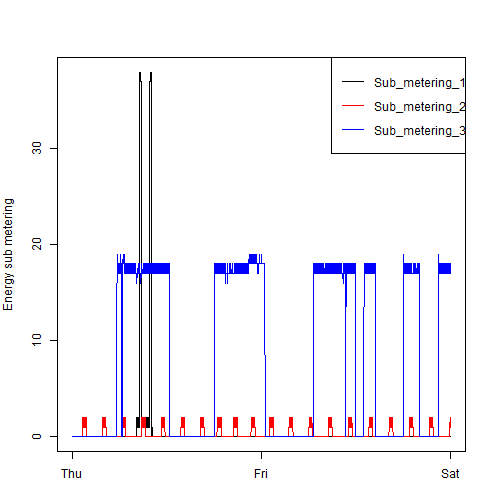 Energy sub metering
30
20
10
0
Thu
Fri
Sat
Sub_metering_1
Sub_metering_2
Sub_metering_3